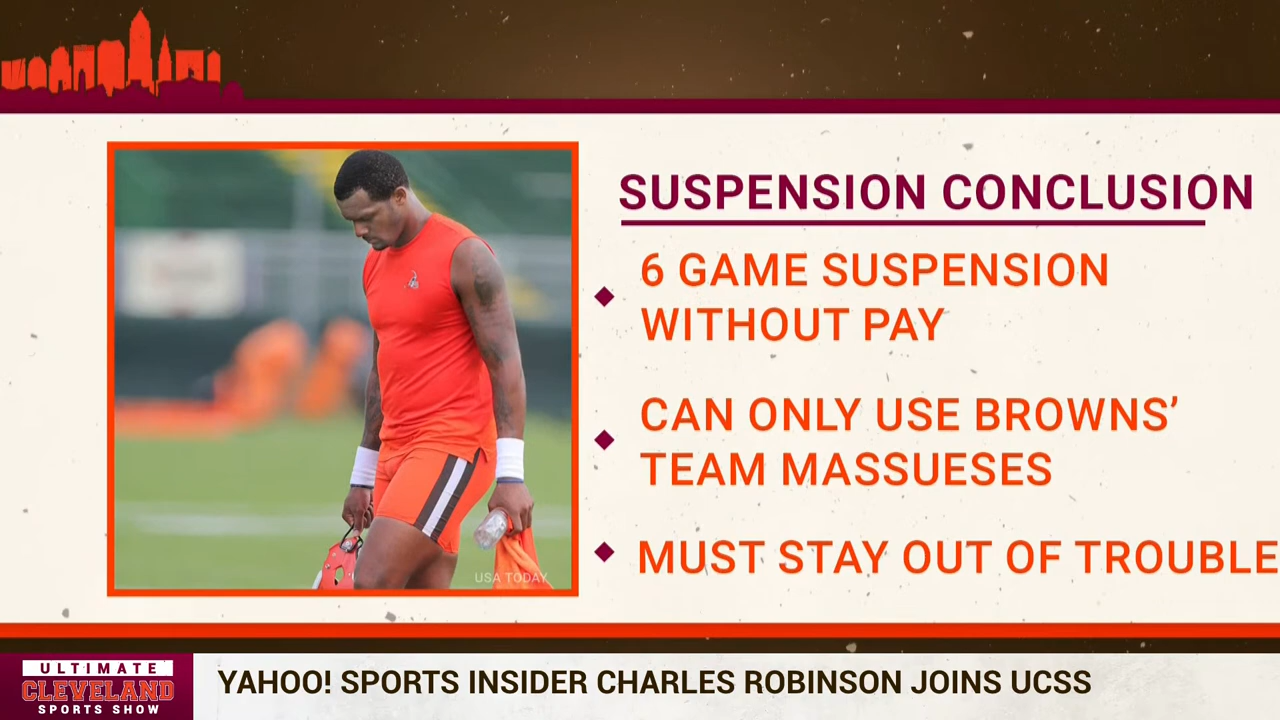 SUSPENSION CONCLUSION
6 GAME SUSPENSION
WITHOUT PAY
CAN ONLY USE BROWNS’
TEAM MASSUESES
MUST STAY OUT OF TROUBLE
USA TODAY
ULTIMATE
CLEVELAND
SPORTS SHOW
YAHOO! SPORTS INSIDER CHARLES ROBINSON JOINS UCSS